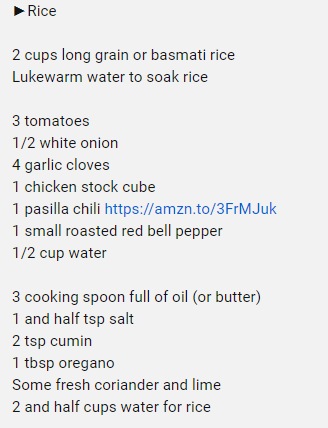 ►Rice
2 cups long grain or basmati rice
Lukewarm water to soak rice
3 tomatoes
1/2 white onion
4 garlic cloves
1 chicken stock cube
1 pasilla chili https://amzn.to/3FrMJuk
1 small roasted red bell pepper
1/2 cup water
3 cooking spoon full of oil (or butter)
1 and half tsp salt
2 tsp cumin
1 tbsp oregano
Some fresh coriander and lime
2 and half cups water for rice